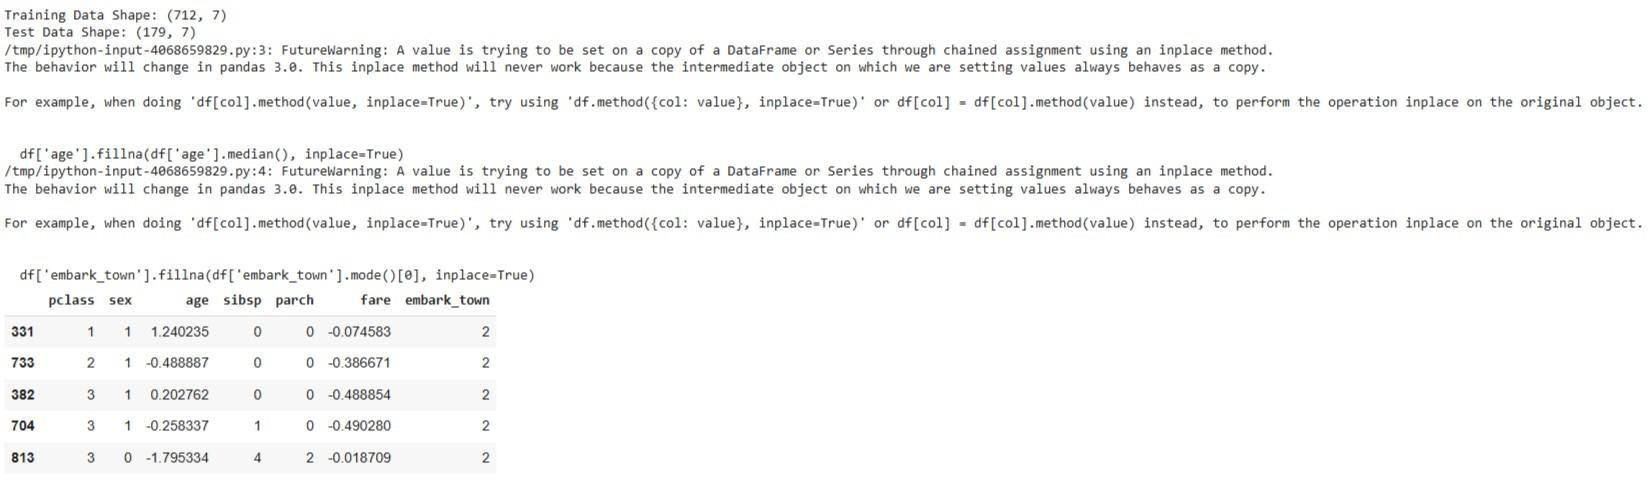 Training Data Shape: (712, 7)
Test Data Shape: (179, 7)
/tmp/ipython-input-4068659829.py:3: FutureWarning: A value is trying to be set on a copy of a DataFrame or Series through chained assignment using an inplace method.
The behavior will change in pandas 3.0. This inplace method will never work because the intermediate object on which we are setting values always behaves as a copy.
For example, when doing 'df[col].method(value, inplace=True)', try using 'df.method({col: value}, inplace=True)' or df[col] = df[col].method(value) instead, to perform the operation inplace on the original object.
df['age'].fillna(df['age'].median(), inplace=True)
/tmp/ipython-input-4068659829.py:4: FutureWarning: A value is trying to be set on a copy of a DataFrame or Series through chained assignment using an inplace method.
The behavior will change in pandas 3.0. This inplace method will never work because the intermediate object on which we are setting values always behaves as a copy.
For example, when doing 'df[col].method(value, inplace=True)', try using 'df.method({col: value}, inplace=True)' or df[col] = df[col].method(value) instead, to perform the operation inplace on the original object.
df['embark_town'].fillna(df['embark_town'].mode()[0], inplace=True)
pclass sex age sibsp parch fare embark_town
331 1 1 1.240235 0 0 -0.074583 2
733 2 1 -0.488887 0 0 -0.386671 2
382 3 1 0.202762 0 0 -0.488854 2
704 3 1 -0.258337 1 0 -0.490280 2
813 3 0 -1.795334 4 2 -0.018709 2